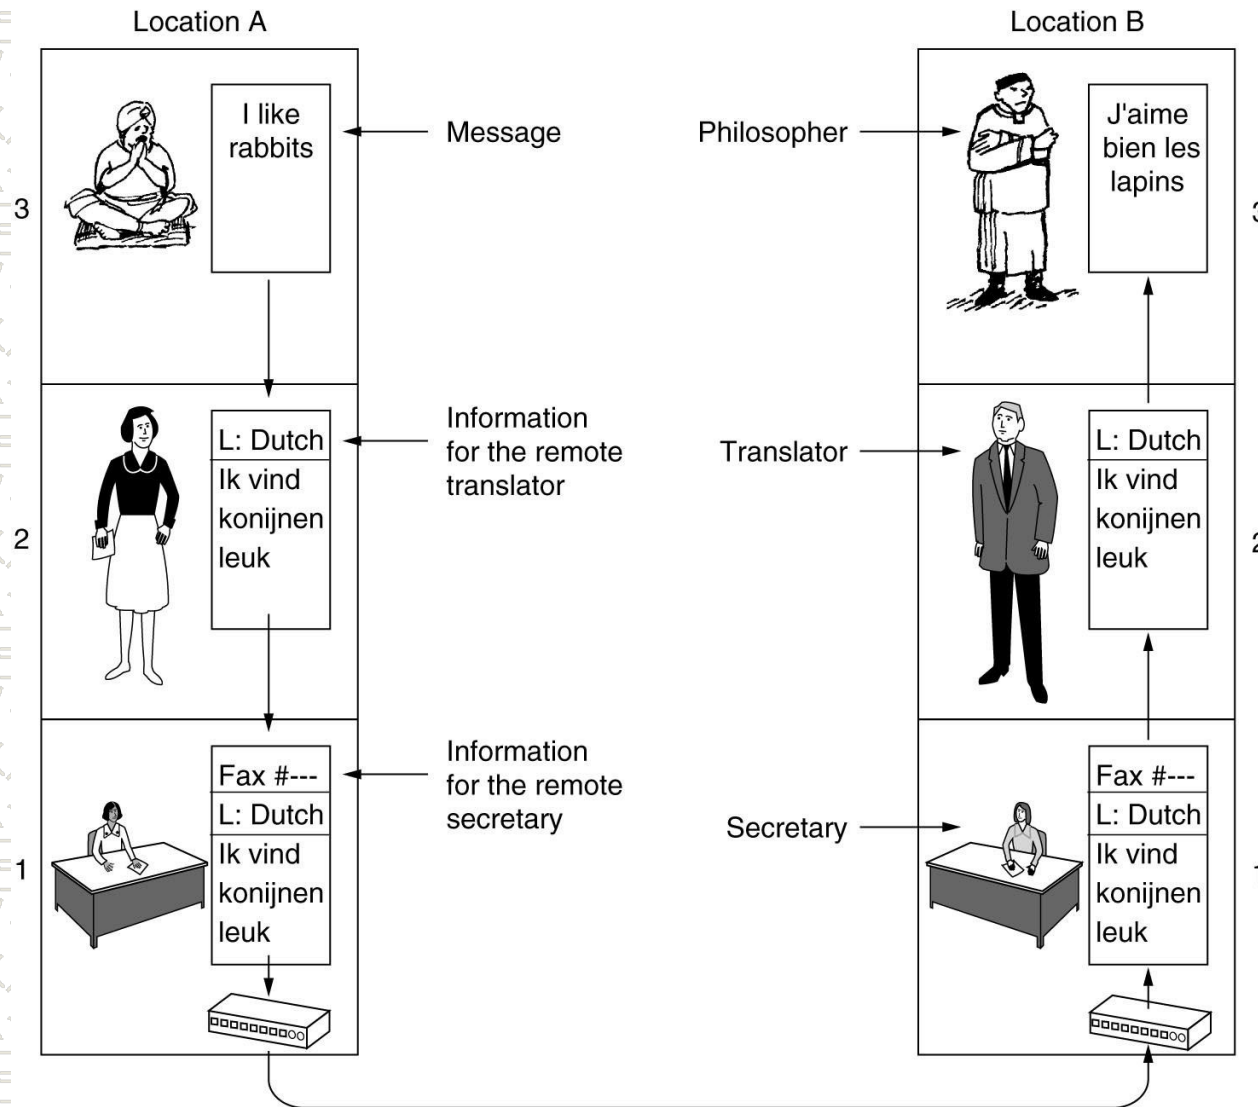 Location A
Location B
I like
rabbits
Message
Philosopher
J'aime
bien les
lapins
3
3
L: Dutch
Ik vind
konijnen
leuk
Information
for the remote
translator
Translator
L: Dutch
Ik vind
konijnen
leuk
2
2
Fax #---
L: Dutch
Ik vind
konijnen
leuk
Information
for the remote
secretary
Secretary
Fax #---
L: Dutch
Ik vind
konijnen
leuk
1